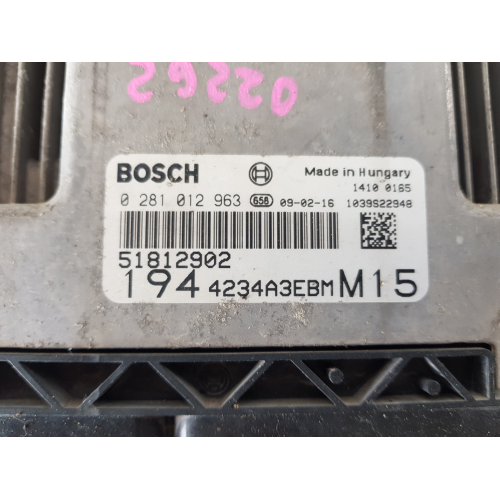 29220
BOSCH Made in Hungary
1410 0165
0 281 012 963 G5B 09-02-16 1039S22948
51812902
194 4234A3EBM M15